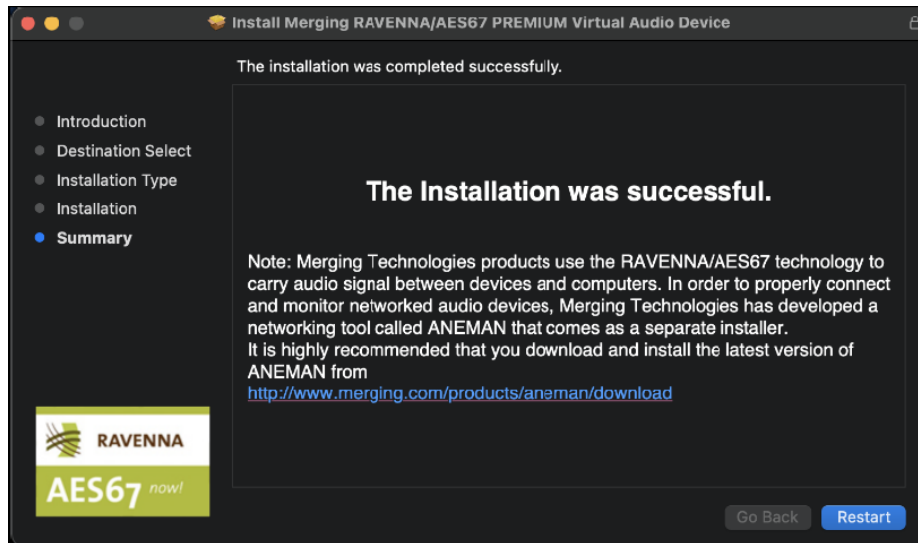 Install Merging RAVENNA/AES67 PREMIUM Virtual Audio Device
The installation was completed successfully.
Introduction
Destination Select
Installation Type
Installation
Summary
The Installation was successful.
Note: Merging Technologies products use the RAVENNA/AES67 technology to
carry audio signal between devices and computers. In order to properly connect
and monitor networked audio devices, Merging Technologies has developed a
networking tool called ANEMAN that comes as a separate installer.
It is highly recommended that you download and install the latest version of
ANEMAN from
http://www.merging.com/products/aneman/download
RAVENNA
AES67 now!
Go Back
Restart